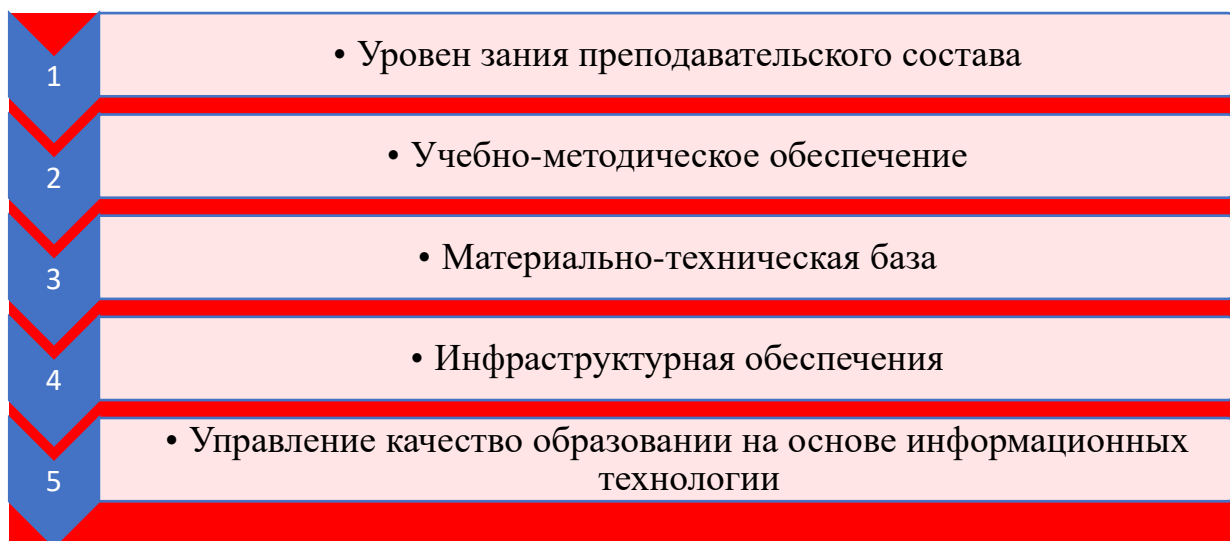 1
• Уровен зания преподавательского состава
2
• Учебно-методическое обеспечение
3
• Материально-техническая база
4
• Инфраструктурная обеспечения
5
• Управление качество образовании на основе информационных
технологии